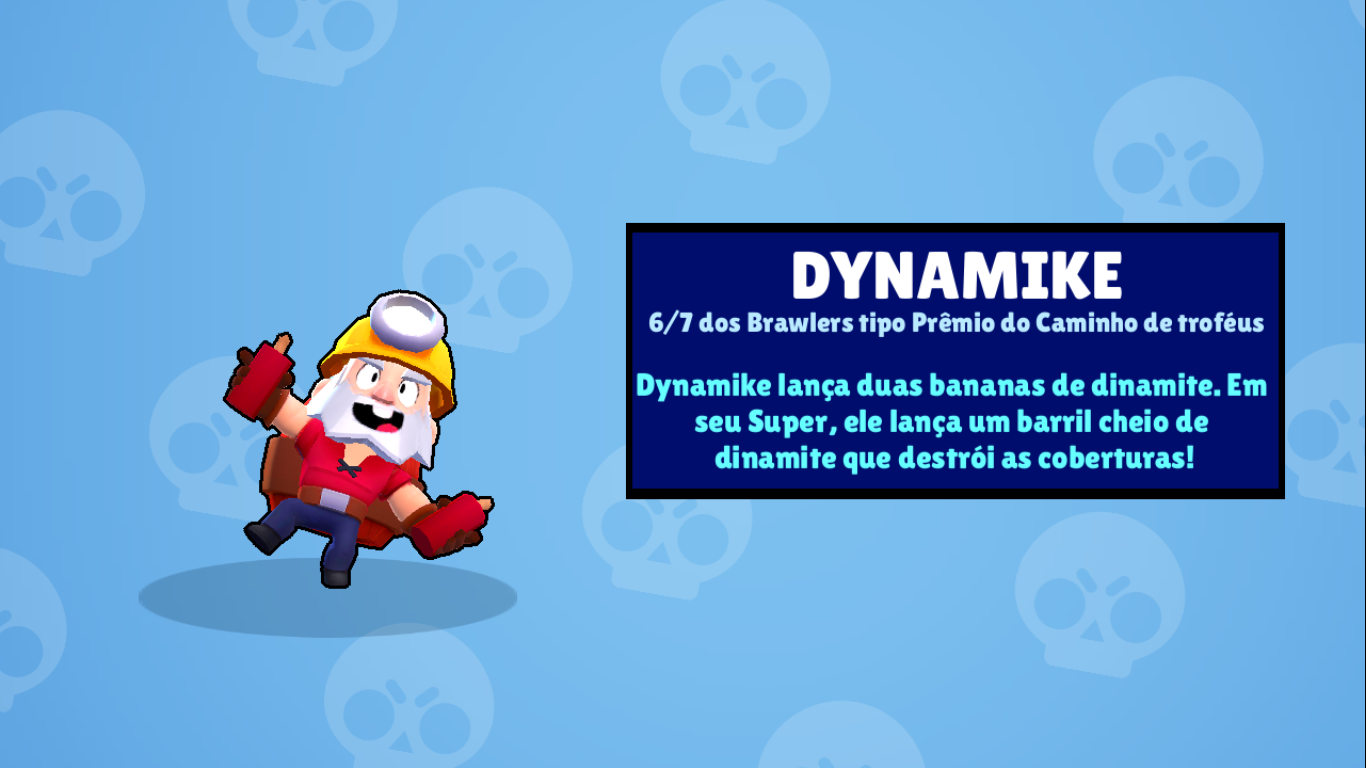 DYNAMIKE
6/7 dos Brawlers tipo Prêmio do Caminho de troféus
Dynamike lança duas bananas de dinamite. Em
seu Super, ele lança um barril cheio de
dinamite que destrói as coberturas!